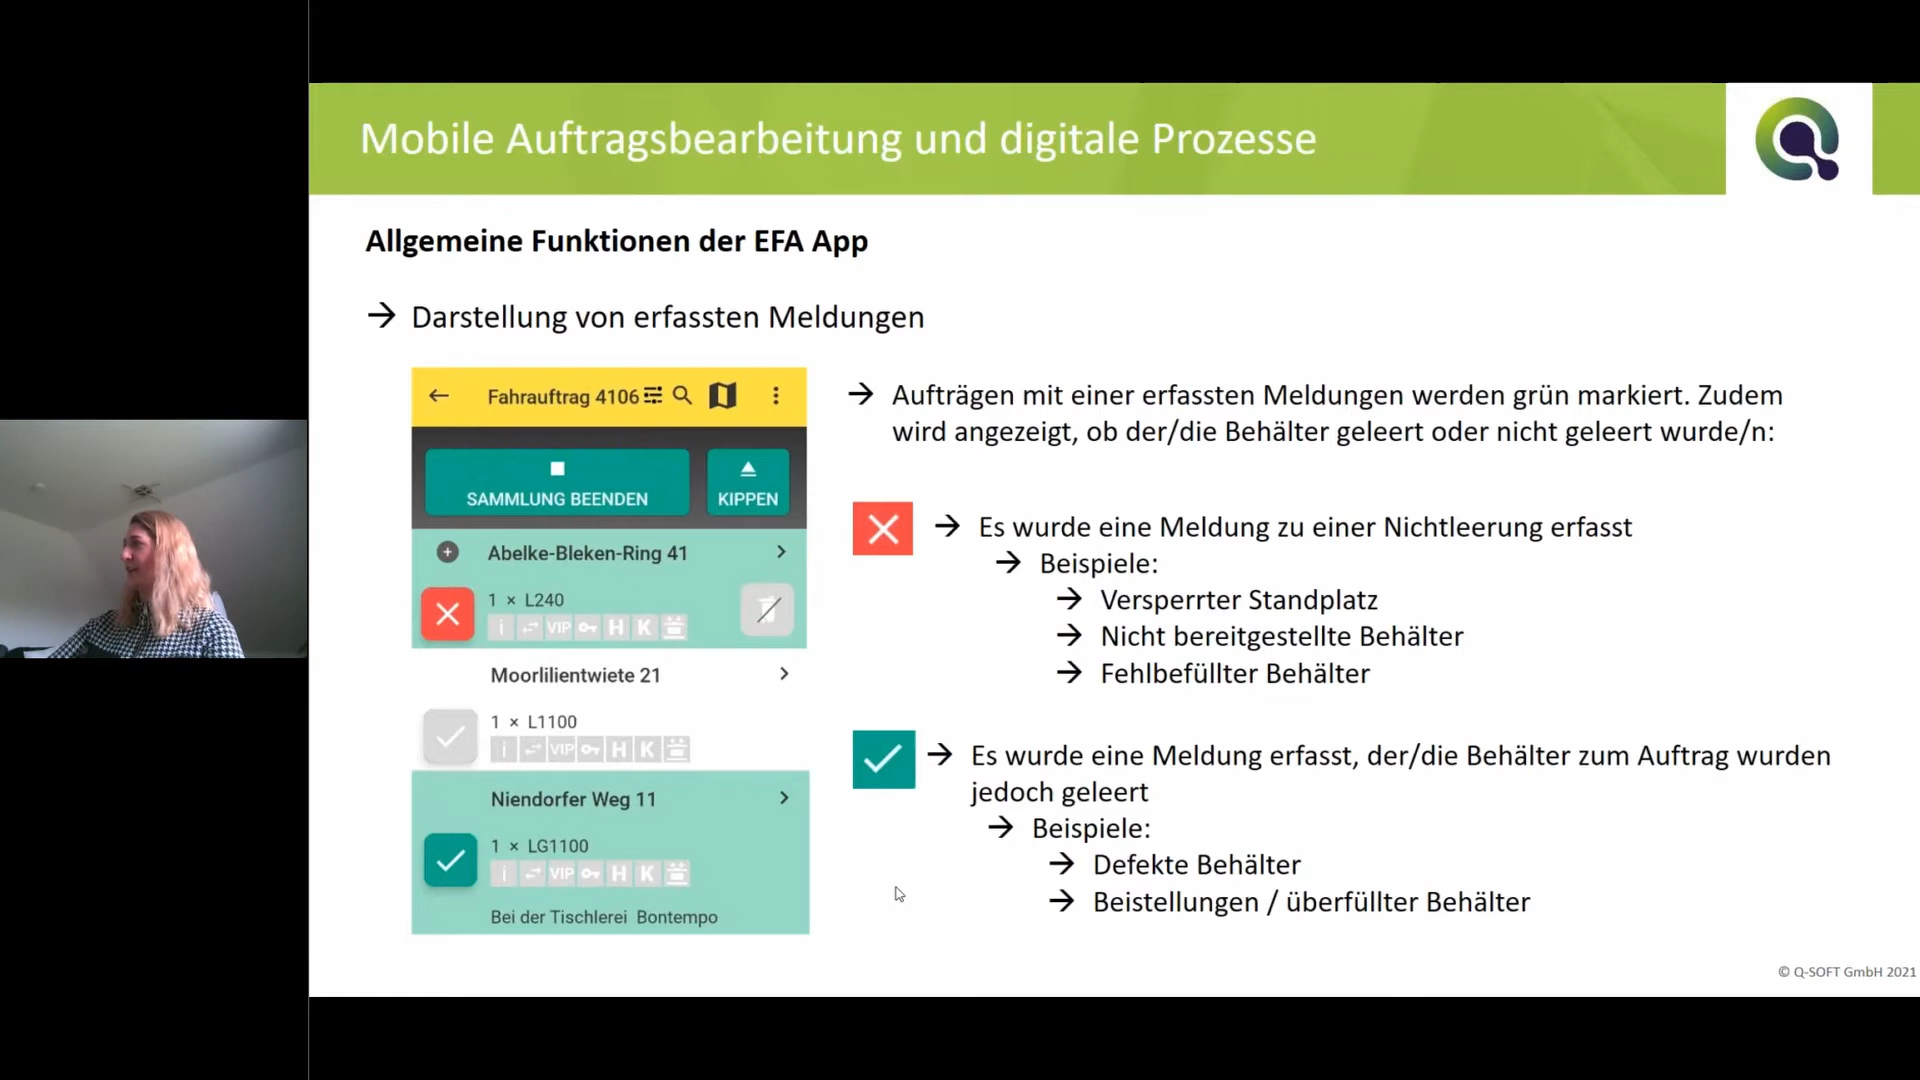 Mobile Auftragsbearbeitung und digitale Prozesse
Allgemeine Funktionen der EFA App
→ Darstellung von erfassten Meldungen
Fahrauftrag 4106
SAMMLUNG BEENDEN
KIPPEN
Abelke-Bleken-Ring 41
1 × L240
i VIP H K
Moorlilientwiete 21
1 × L1100
i VIP H K
Niendorfer Weg 11
1 × LG1100
i VIP H K
Bei der Tischlerei Bontempo
→ Aufträgen mit einer erfassten Meldungen werden grün markiert. Zudem
wird angezeigt, ob der/die Behälter geleert oder nicht geleert wurde/n:
→ Es wurde eine Meldung zu einer Nichtleerung erfasst
→ Beispiele:
→ Versperrter Standplatz
→ Nicht bereitgestellte Behälter
→ Fehlbefüllter Behälter
→ Es wurde eine Meldung erfasst, der/die Behälter zum Auftrag wurden
jedoch geleert
→ Beispiele:
→ Defekte Behälter
→ Beistellungen / überfüllter Behälter
© Q-SOFT GmbH 2021